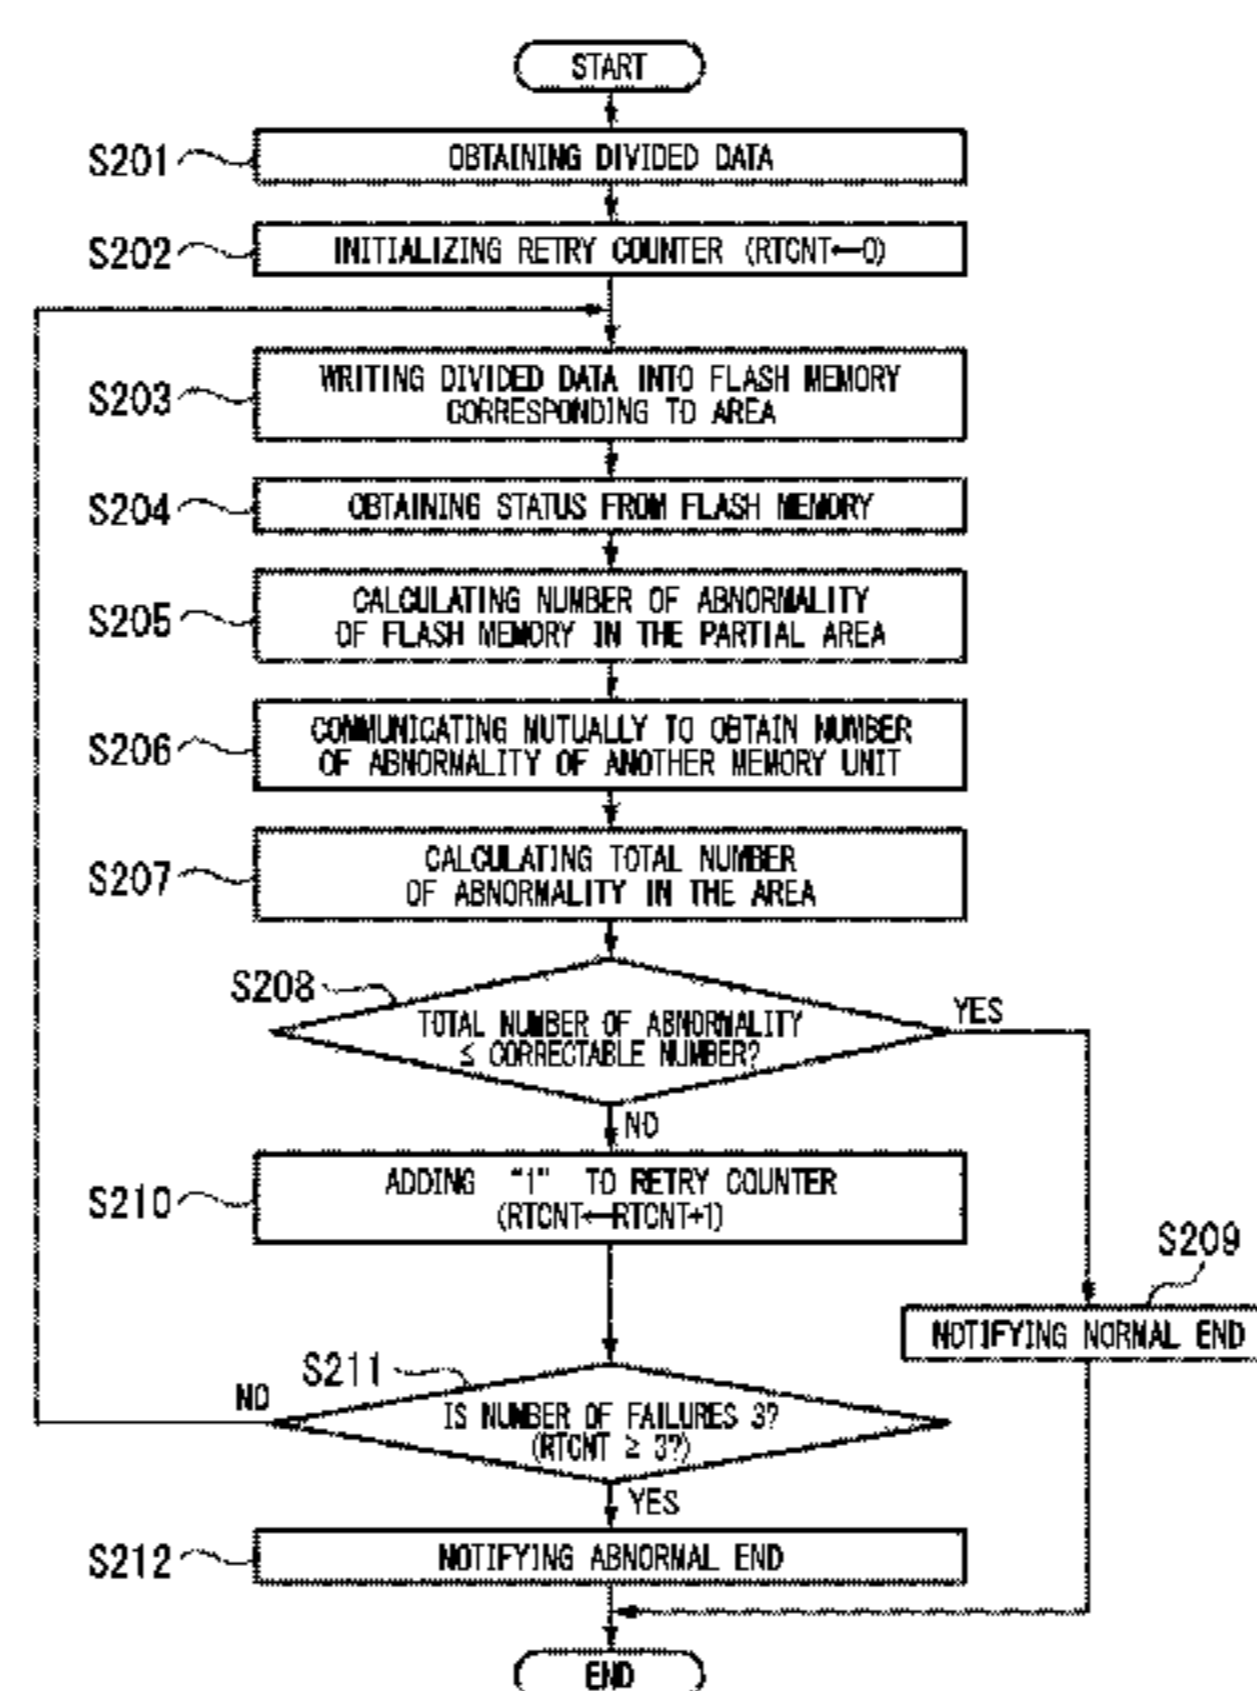 START
S201
OBTAINING DIVIDED DATA
S202
INITIALIZING RETRY COUNTER (RTCNT←0)
S203
WRITING DIVIDED DATA INTO FLASH MEMORY
CORRESPONDING TO AREA
S204
OBTAINING STATUS FROM FLASH MEMORY
S205
CALCULATING NUMBER OF ABNORMALITY
OF FLASH MEMORY IN THE PARTIAL AREA
S206
COMMUNICATING MUTUALLY TO OBTAIN NUMBER
OF ABNORMALITY OF ANOTHER MEMORY UNIT
S207
CALCULATING TOTAL NUMBER
OF ABNORMALITY IN THE AREA
S208
TOTAL NUMBER OF ABNORMALITY
≤ CORRECTABLE NUMBER?
YES
NO
S210
ADDING “1” TO RETRY COUNTER
(RTCNT←RTCNT+1)
S209
NOTIFYING NORMAL END
S211
NO
IS NUMBER OF FAILURES 3?
(RTCNT ≥ 3?)
YES
S212
NOTIFYING ABNORMAL END
END